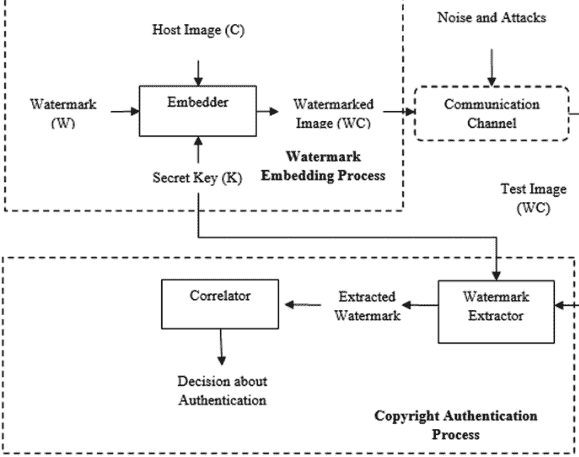 Host Image (C)
Noise and Attacks
Watermark
(W)
Embedder
Watermarked
Image (WC)
Communication
Channel
Secret Key (K)
Watermark
Embedding Process
Test Image
(WC)
Correlator
Extracted
Watermark
Watermark
Extractor
Decision about
Authentication
Copyright Authentication
Process